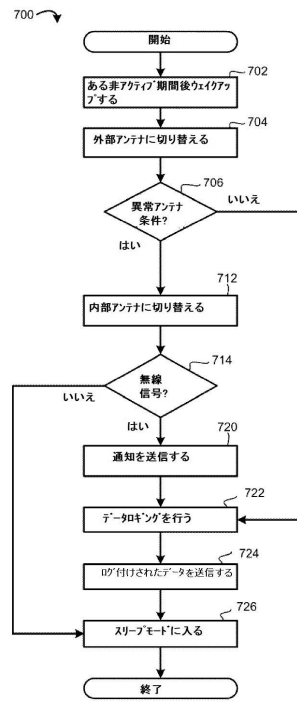 700
開始
702
ある非アクティブ期間後ウェイクアッ
プする
704
外部アンテナに切り替える
706
異常アンテナ
条件?
いいえ
はい
712
内部アンテナに切り替える
714
無線
信号?
いいえ
はい
720
通知を送信する
722
データロギングを行う
724
ログ付けされたデータを送信する
726
スリープモードに入る
終了